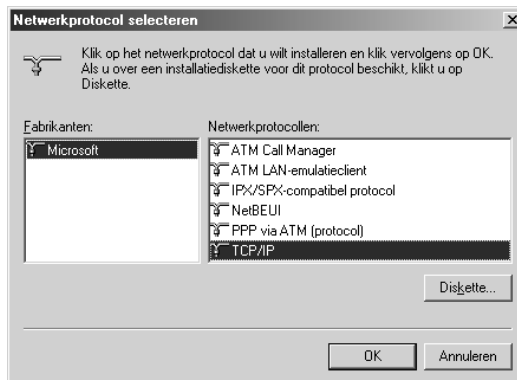 Netwerkprotocol selecteren
Klik op het netwerkprotocol dat u wilt installeren en klik vervolgens op OK.
Als u over een installatiediskette voor dit protocol beschikt, klikt u op
Diskette.
Fabrikanten:
Microsoft
Netwerkprotocollen:
ATM Call Manager
ATM LAN-emulatieclient
IPX/SPX-compatibel protocol
NetBEUI
PPP via ATM (protocol)
TCP/IP
Diskette...
OK
Annuleren